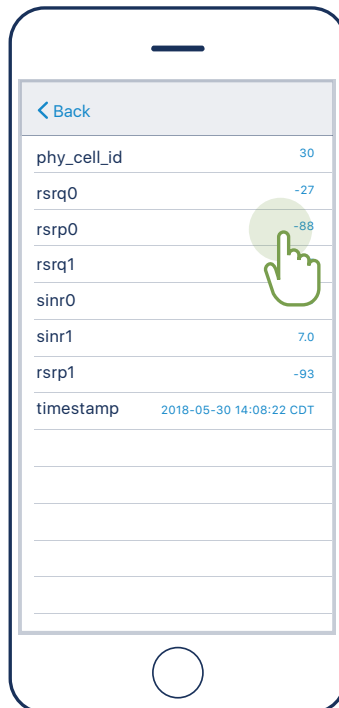 Back
phy_cell_id 30
rsrq0 -27
rsrp0 -88
rsrq1
sinr0
sinr1 7.0
rsrp1 -93
timestamp 2018-05-30 14:08:22 CDT